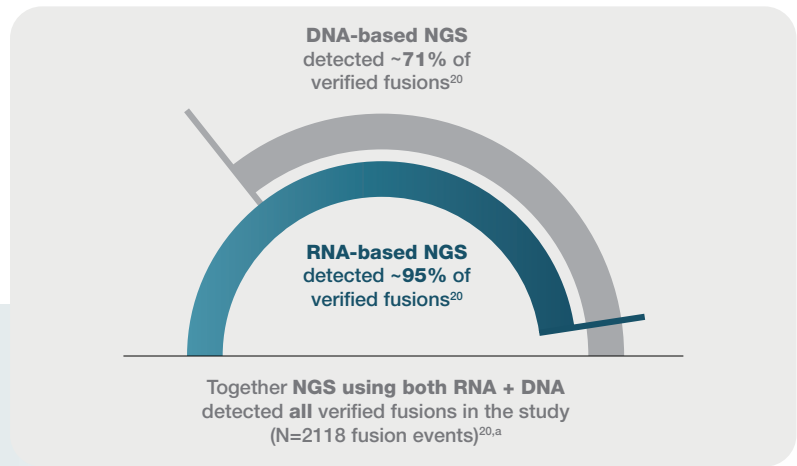 DNA-based NGS
detected ~71% of
verified fusions²⁰
RNA-based NGS
detected ~95% of
verified fusions²⁰
Together NGS using both RNA + DNA
detected all verified fusions in the study
(N=2118 fusion events)²⁰,ᵃ